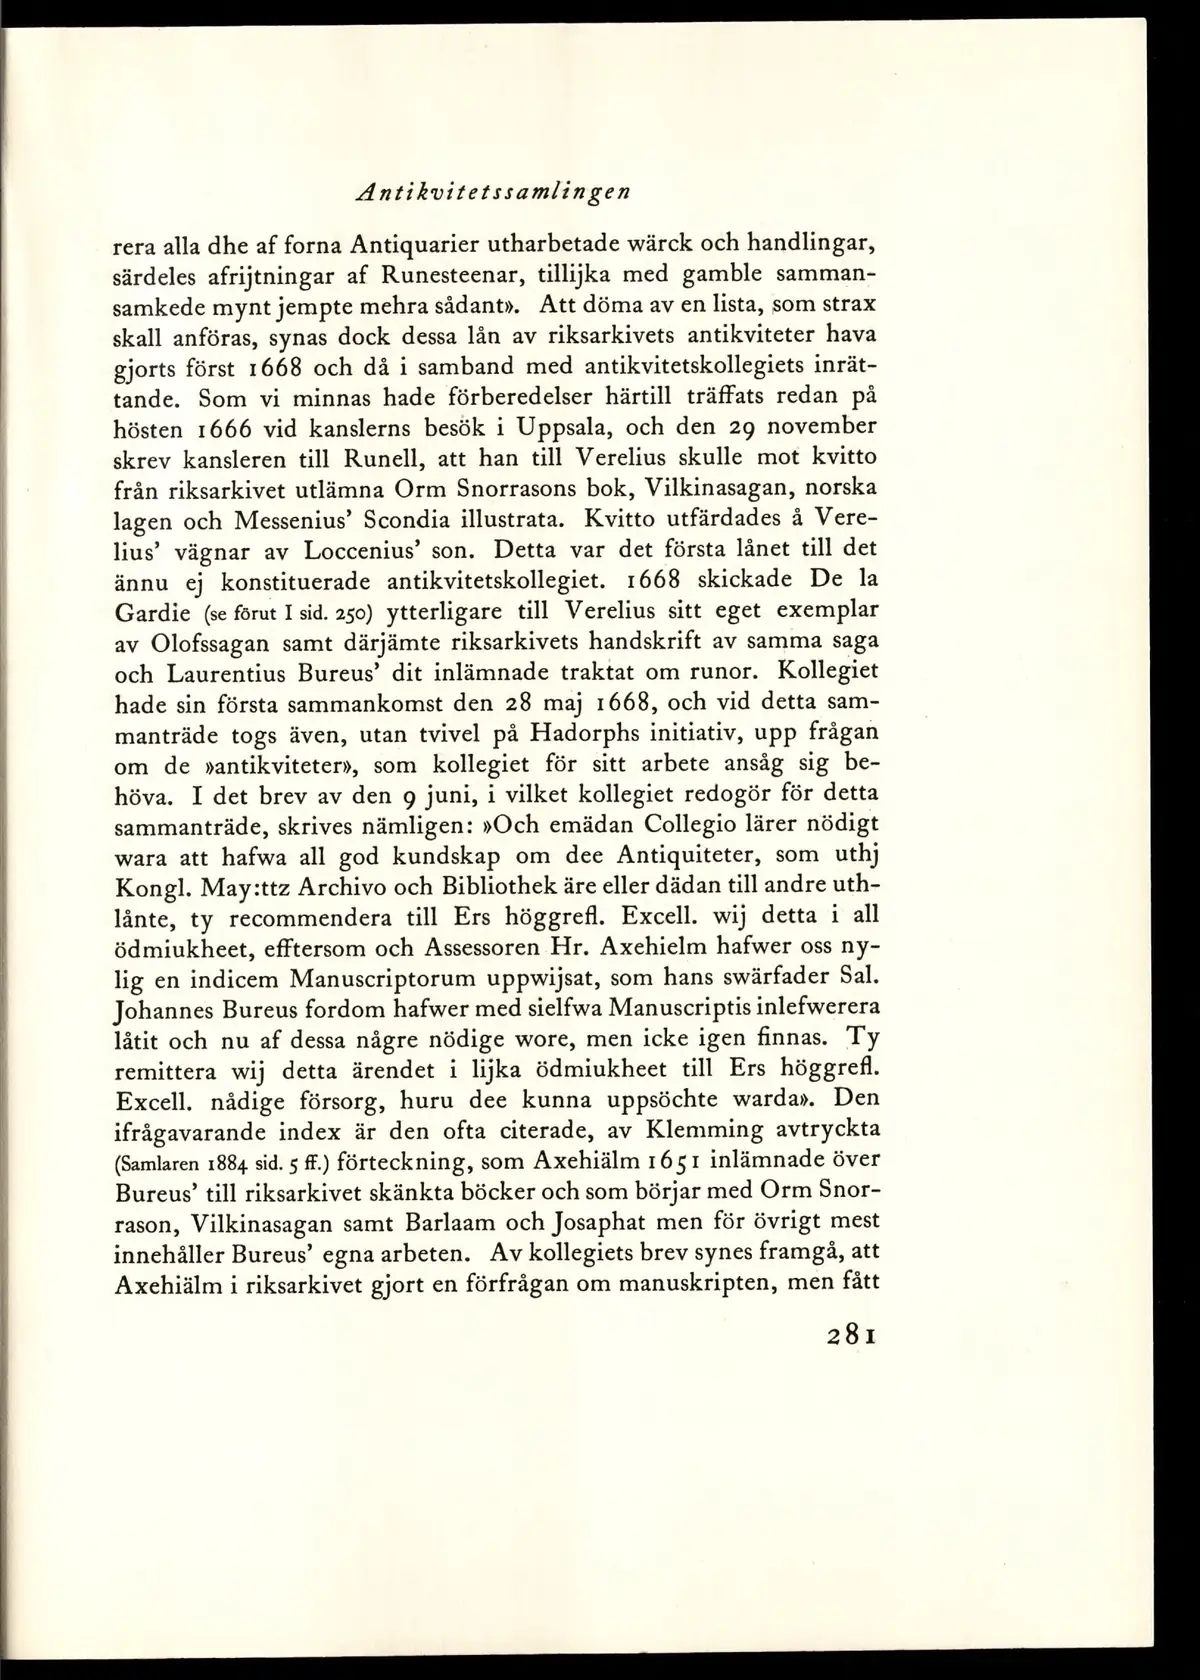 Antikvitetssamlingen
rera alla dhe af forna Antiquarier utharbetade wärck och handlingar,
särdeles afrijtningar af Runesteenar, tillijka med gamble samman-
samkede mynt jempte mehra sådant». Att döma av en lista, som strax
skall anföras, synas dock dessa lån av riksarkivets antikviteter hava
gjorts först 1668 och då i samband med antikvitetskollegiets inrät-
tande. Som vi minnas hade förberedelser härtill träffats redan på
hösten 1666 vid kanslerns besök i Uppsala, och den 29 november
skrev kansleren till Runell, att han till Verelius skulle mot kvitto
från riksarkivet utlämna Orm Snorrasons bok, Vilkinasagan, norska
lagen och Messenius' Scondia illustrata. Kvitto utfärdades å Vere-
lius' vägnar av Loccenius' son. Detta var det första lånet till det
ännu ej konstituerade antikvitetskollegiet. 1668 skickade De la
Gardie (se förut I sid. 250) ytterligare till Verelius sitt eget exemplar
av Olofssagan samt därjämte riksarkivets handskrift av samma saga
och Laurentius Bureus' dit inlämnade traktat om runor. Kollegiet
hade sin första sammankomst den 28 maj 1668, och vid detta sam-
manträde togs även, utan tvivel på Hadorphs initiativ, upp frågan
om de »antikviteter», som kollegiet för sitt arbete ansåg sig be-
höva. I det brev av den 9 juni, i vilket kollegiet redogör för detta
sammanträde, skrives nämligen: »Och emädan Collegio lärer nödigt
wara att hafwa all god kundskap om dee Antiquiteter, som uthj
Kongl. May:ttz Archivo och Bibliothek äre eller dädan till andre uth-
lånte, ty recommendera till Ers höggrefl. Excell. wij detta i all
ödmiukheet, efftersom och Assessoren Hr. Axehielm hafwer oss ny-
lig en indicem Manuscriptorum uppwijsat, som hans swärfader Sal.
Johannes Bureus fordom hafwer med sielfwa Manuscriptis inlefwerera
låtit och nu af dessa någre nödige wore, men icke igen finnas. Ty
remittera wij detta ärendet i lijka ödmiukheet till Ers höggrefl.
Excell. nådige försorg, huru dee kunna uppsöchte warda». Den
ifrågavarande index är den ofta citerade, av Klemming avtryckta
(Samlaren 1884 sid. 5 ff.) förteckning, som Axehiälm 1651 inlämnade över
Bureus' till riksarkivet skänkta böcker och som börjar med Orm Snor-
rason, Vilkinasagan samt Barlaam och Josaphat men för övrigt mest
innehåller Bureus' egna arbeten. Av kollegiets brev synes framgå, att
Axehiälm i riksarkivet gjort en förfrågan om manuskripten, men fått
281